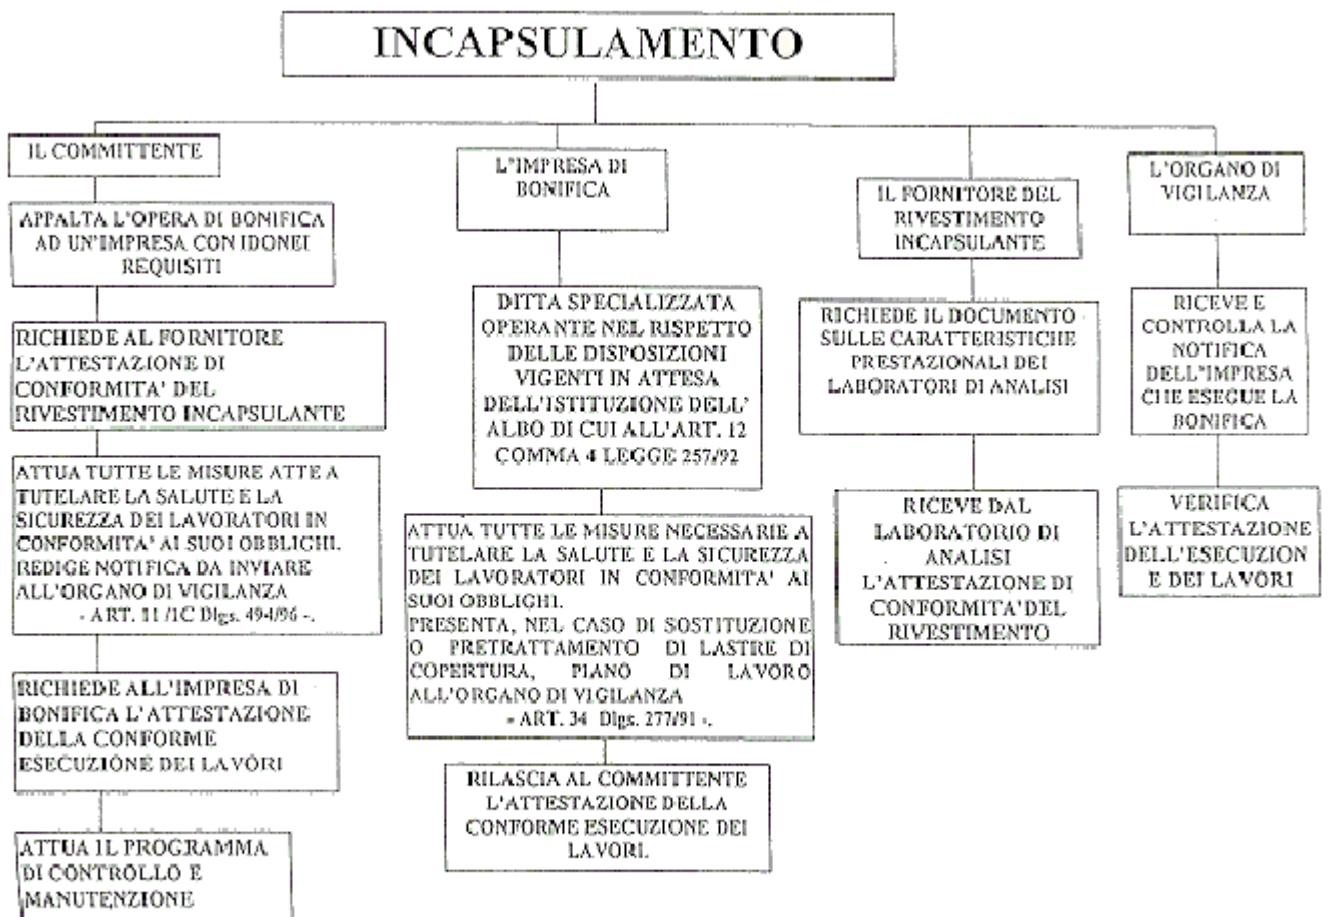 INCAPSULAMENTO
IL COMMITTENTE
APPALTA L'OPERA DI BONIFICA
AD UN'IMPRESA CON IDONEI
REQUISITI
RICHIEDE AL FORNITORE
L'ATTESTAZIONE DI
CONFORMITA' DEL
RIVESTIMENTO INCAPSULANTE
ATTUA TUTTE LE MISURE ATTE A
TUTELARE LA SALUTE E LA
SICUREZZA DEI LAVORATORI IN
CONFORMITA' AI SUOI OBBLIGHI.
REDIGE NOTIFICA DA INVIARE
ALL'ORGANO DI VIGILANZA
- ART. 11 /1C Dlgs. 494/96 -.
RICHIEDE ALL'IMPRESA DI
BONIFICA L'ATTESTAZIONE
DELLA CONFORME
ESECUZIONE DEI LAVORI
ATTUA IL PROGRAMMA
DI CONTROLLO E
MANUTENZIONE
L"IMPRESA DI
BONIFICA
DITTA SPECIALIZZATA
OPERANTE NEL RISPETTO
DELLE DISPOSIZIONI
VIGENTI IN ATTESA
DELL'ISTITUZIONE DELL'
ALBO DI CUI ALL'ART. 12
COMMA 4 LEGGE 257/92
ATTUA TUTTE LE MISURE NECESSARIE A
TUTELARE LA SALUTE E LA SICUREZZA
DEI LAVORATORI IN CONFORMITA' AI
SUOI OBBLIGHI.
PRESENTA, NEL CASO DI SOSTITUZIONE
O PRETRATTAMENTO DI LASTRE DI
COPERTURA, PIANO DI LAVORO
ALL'ORGANO DI VIGILANZA
- ART. 34 Dlgs. 277/91 -.
RILASCIA AL COMMITTENTE
L'ATTESTAZIONE DELLA
CONFORME ESECUZIONE DEI
LAVORI.
IL FORNITORE DEL
RIVESTIMENTO
INCAPSULANTE
RICHIEDE IL DOCUMENTO
SULLE CARATTERISTICHE
PRESTAZIONALI DEI
LABORATORI DI ANALISI
RICEVE DAL
LABORATORIO DI
ANALISI
L'ATTESTAZIONE DI
CONFORMITA'DEL
RIVESTIMENTO
L'ORGANO DI
VIGILANZA
RICEVE E
CONTROLLA LA
NOTIFICA
DELL"IMPRESA
CHE ESEGUE LA
BONIFICA
VERIFICA
L'ATTESTAZIONE
DELL'ESECUZION
E DEI LAVORI